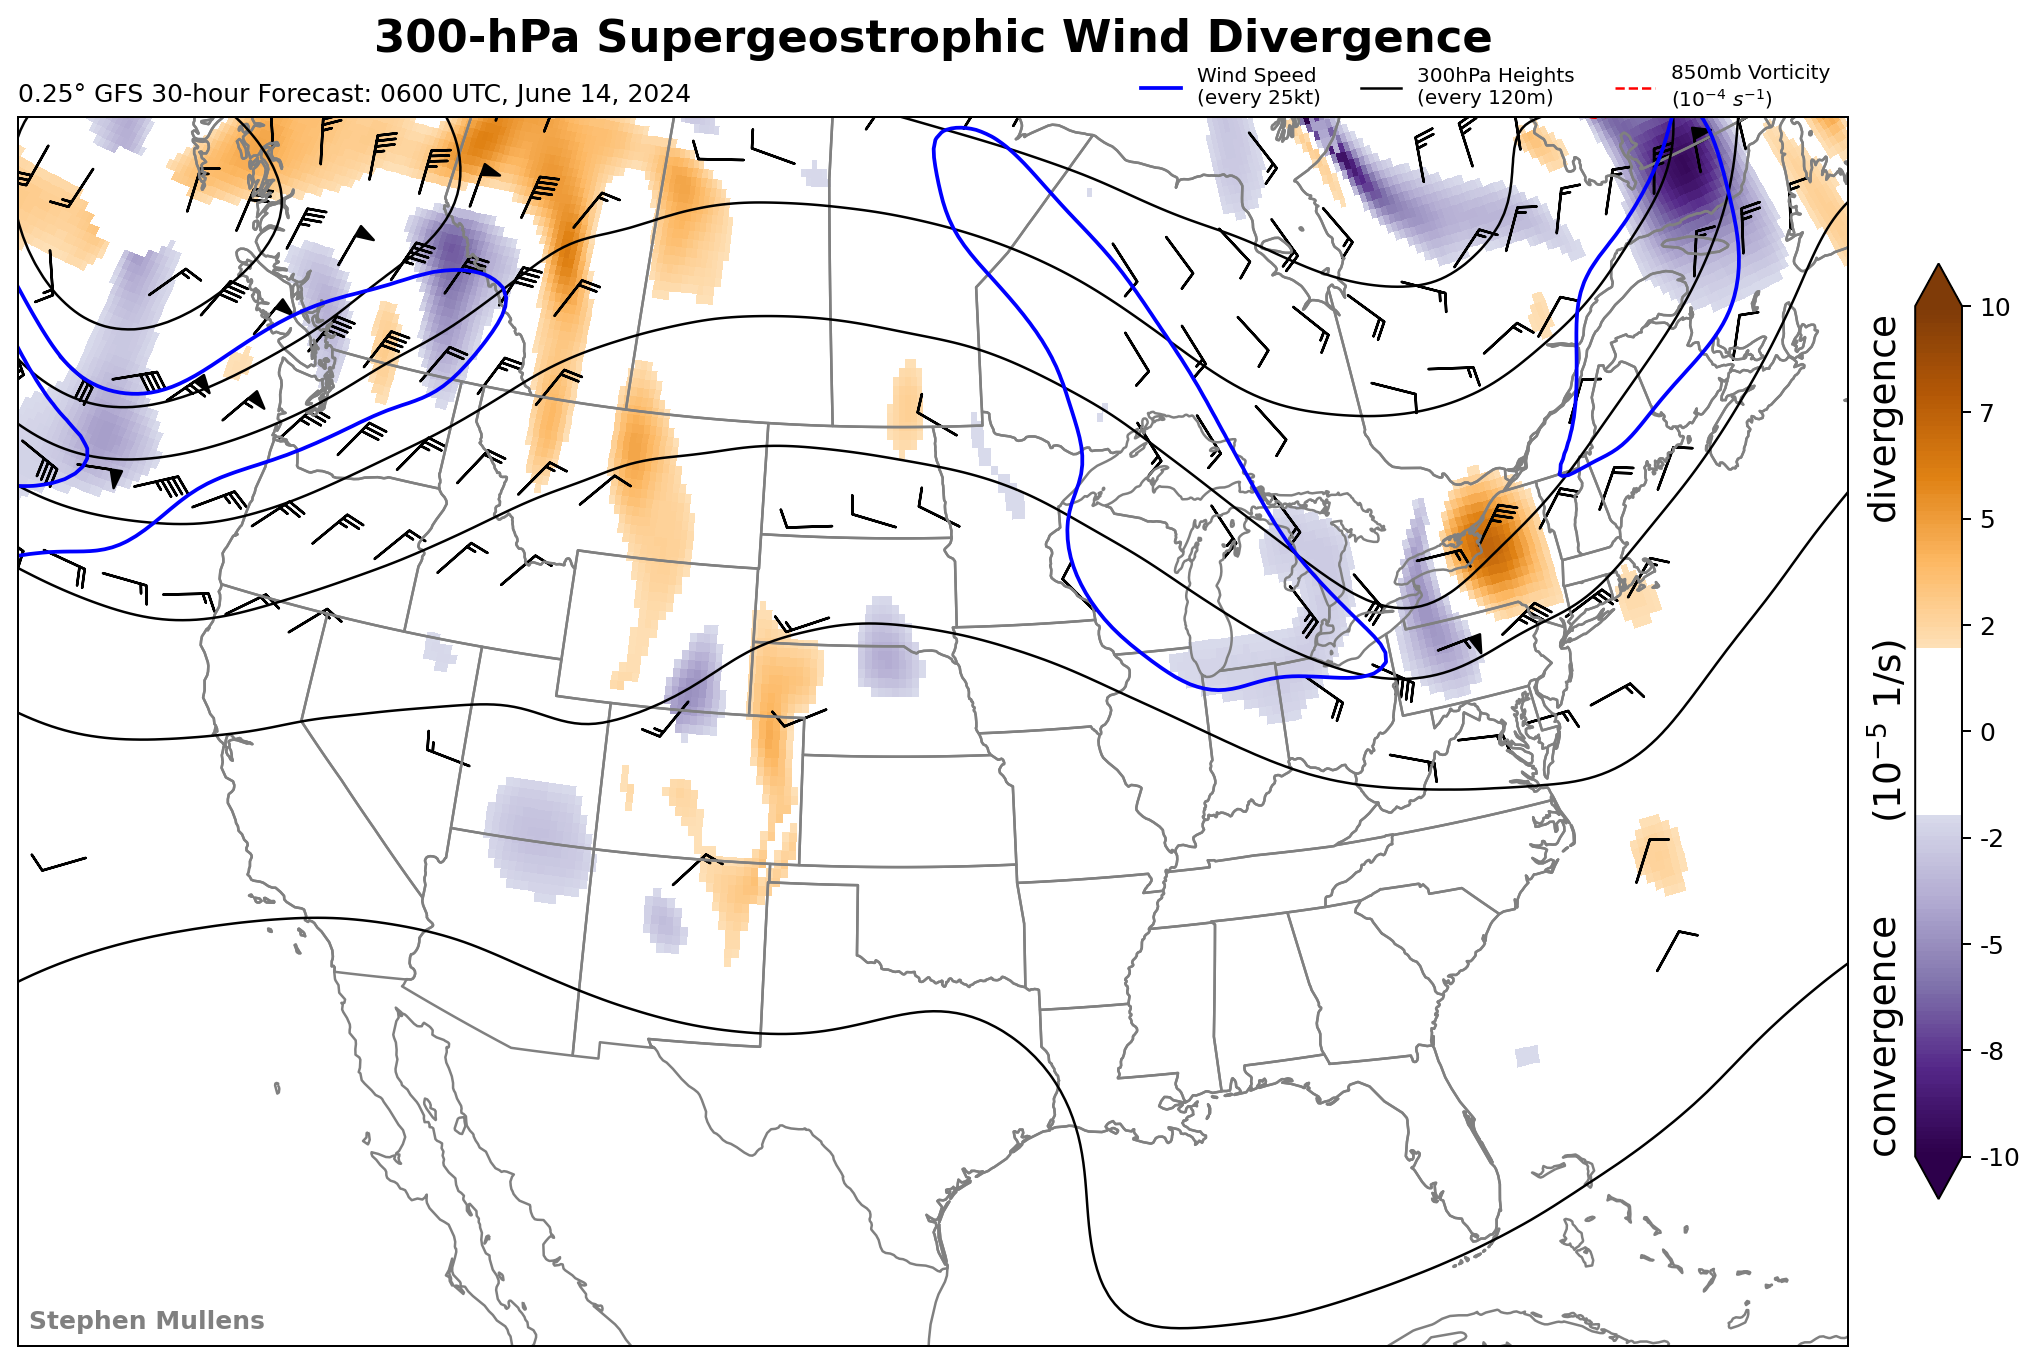 300-hPa Supergeostrophic Wind Divergence
0.25° GFS 30-hour Forecast: 0600 UTC, June 14, 2024
Wind Speed
(every 25kt)
300hPa Heights
(every 120m)
850mb Vorticity
(10⁻⁴ s⁻¹)
10
7
5
2
0
-2
-5
-8
-10
convergence (10⁻⁵ 1/s) divergence
Stephen Mullens